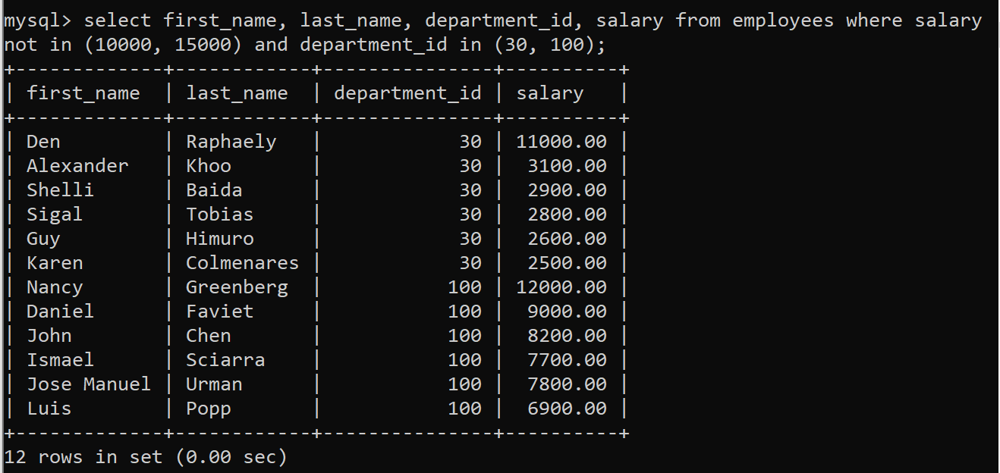 mysql> select first_name, last_name, department_id, salary from employees where salary
not in (10000, 15000) and department_id in (30, 100);
+-------------+------------+---------------+----------+
| first_name  | last_name  | department_id | salary   |
+-------------+------------+---------------+----------+
| Den         | Raphaely   |            30 | 11000.00 |
| Alexander   | Khoo       |            30 |  3100.00 |
| Shelli      | Baida      |            30 |  2900.00 |
| Sigal       | Tobias     |            30 |  2800.00 |
| Guy         | Himuro     |            30 |  2600.00 |
| Karen       | Colmenares |            30 |  2500.00 |
| Nancy       | Greenberg  |           100 | 12000.00 |
| Daniel      | Faviet     |           100 |  9000.00 |
| John        | Chen       |           100 |  8200.00 |
| Ismael      | Sciarra    |           100 |  7700.00 |
| Jose Manuel | Urman      |           100 |  7800.00 |
| Luis        | Popp       |           100 |  6900.00 |
+-------------+------------+---------------+----------+
12 rows in set (0.00 sec)